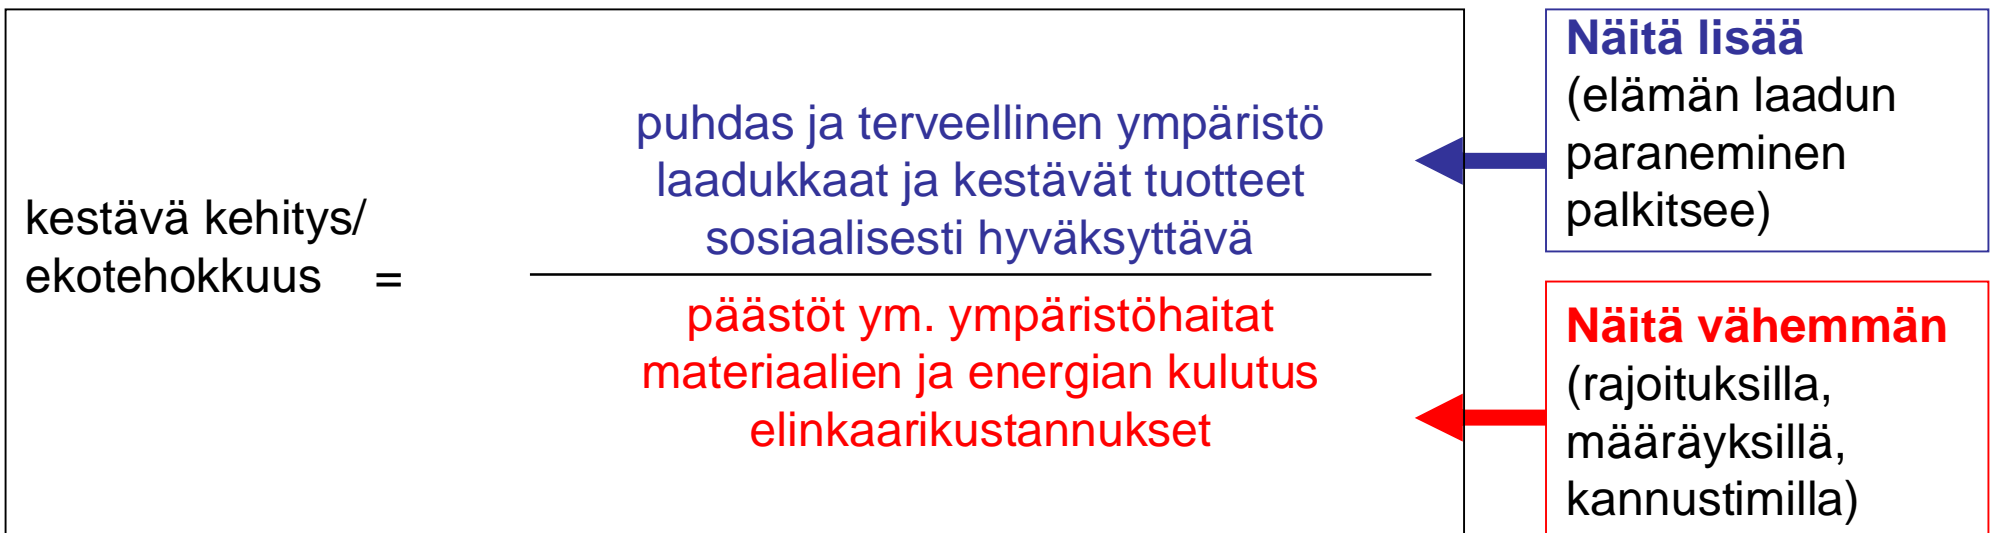 kestävä kehitys/
ekotehokkuus =
puhdas ja terveellinen ympäristö
laadukkaat ja kestävät tuotteet
sosiaalisesti hyväksyttävä
päästöt ym. ympäristöhaitat
materiaalien ja energian kulutus
elinkaarikustannukset
Näitä lisää
(elämän laadun
paraneminen
palkitsee)
Näitä vähemmän
(rajoituksilla,
määräyksillä,
kannustimilla)